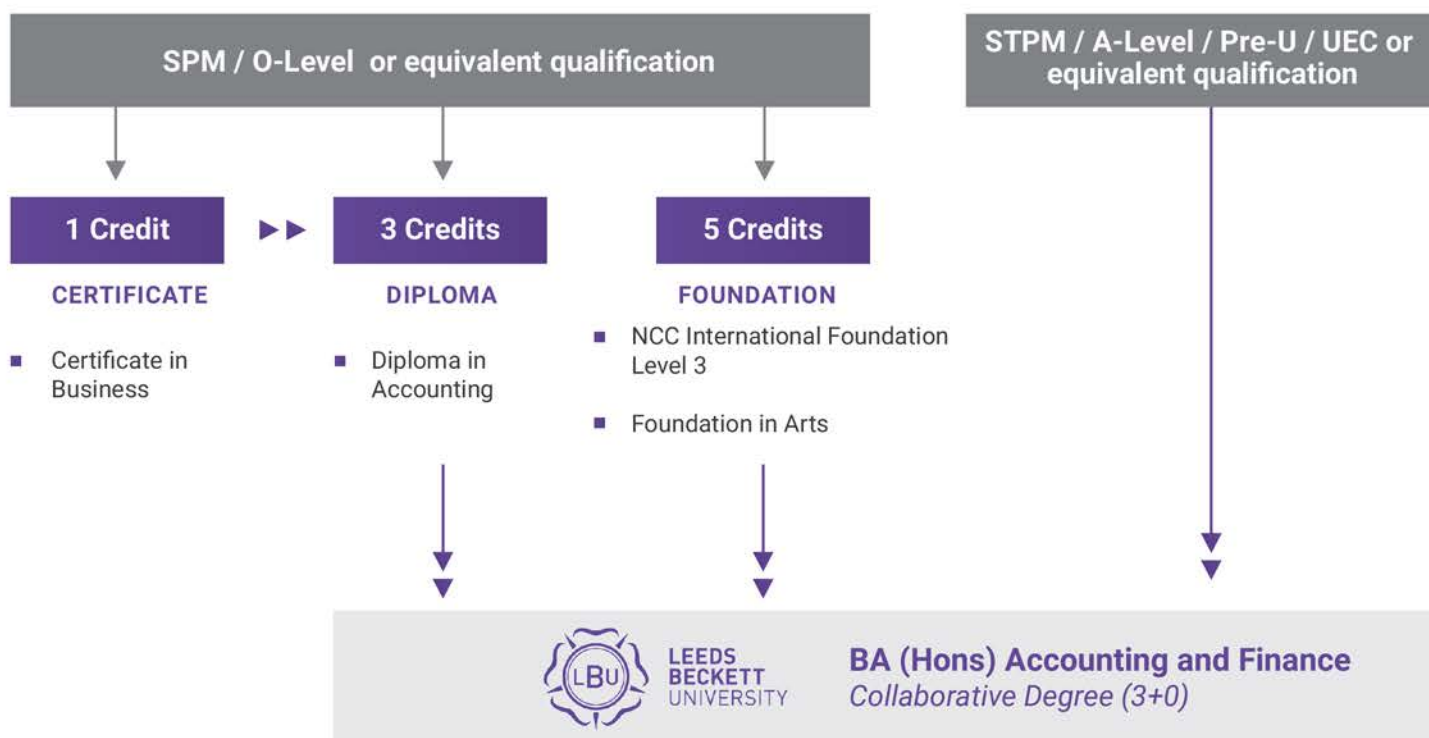 SPM / O-Level or equivalent qualification
STPM / A-Level / Pre-U / UEC or
equivalent qualification
1 Credit
3 Credits
5 Credits
CERTIFICATE
DIPLOMA
FOUNDATION
Certificate in
Business
Diploma in
Accounting
NCC International Foundation
Level 3
Foundation in Arts
LBU
LEEDS
BECKETT
UNIVERSITY
BA (Hons) Accounting and Finance
Collaborative Degree (3+0)